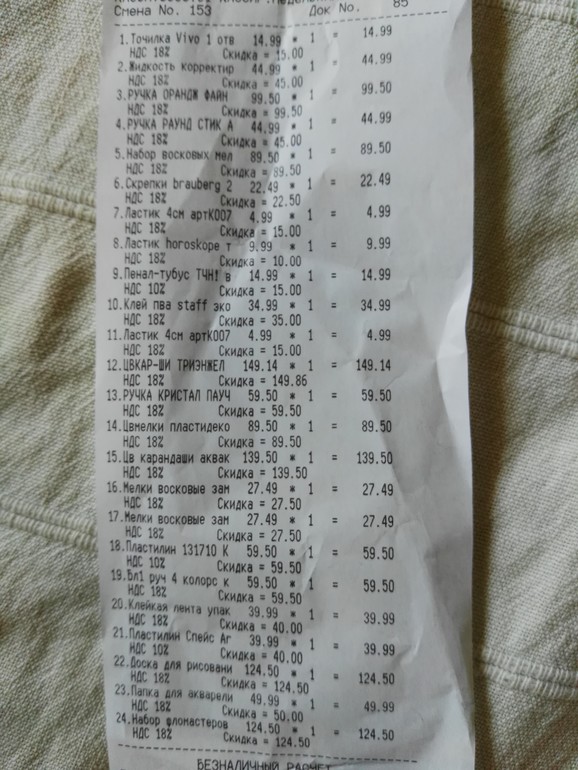 Смена No. 153 Док No. 85
1.Точилка Vivo 1 отв 14.99 * 1 = 14.99
НДС 18% Скидка = 15.00
2.Жидкость корректир 44.99 * 1 = 44.99
НДС 18% Скидка = 45.00
3.РУЧКА ОРАНДЖ ФАЙН 99.50 * 1 = 99.50
НДС 18% Скидка = 99.50
4.РУЧКА РАУНД СТИК А 44.99 * 1 = 44.99
НДС 18% Скидка = 45.00
5.Набор восковых мел 89.50 * 1 = 89.50
НДС 18% Скидка = 89.50
6.Скрепки brauberg 2 22.49 * 1 = 22.49
НДС 18% Скидка = 22.50
7.Ластик 4см артК007 4.99 * 1 = 4.99
НДС 18% Скидка = 15.00
8.Ластик horoskope т 9.99 * 1 = 9.99
НДС 18% Скидка = 10.00
9.Пенал-тубус ТЧН! в 14.99 * 1 = 14.99
НДС 10% Скидка = 15.00
10.Клей пва staff эко 34.99 * 1 = 34.99
НДС 18% Скидка = 35.00
11.Ластик 4см артК007 4.99 * 1 = 4.99
НДС 18% Скидка = 15.00
12.ЦВКАР-ШИ ТРИЭНЖЕЛ 149.14 * 1 = 149.14
НДС 18% Скидка = 149.86
13.РУЧКА КРИСТАЛ ПАУЧ 59.50 * 1 = 59.50
НДС 18% Скидка = 59.50
14.Цвмелки пластидеко 89.50 * 1 = 89.50
НДС 18% Скидка = 89.50
15.Цв карандаши аквак 139.50 * 1 = 139.50
НДС 18% Скидка = 139.50
16.Мелки восковые зам 27.49 * 1 = 27.49
НДС 18% Скидка = 27.50
17.Мелки восковые зам 27.49 * 1 = 27.49
НДС 18% Скидка = 27.50
18.Пластилин 131710 К 59.50 * 1 = 59.50
НДС 10% Скидка = 59.50
19.Бл1 руч 4 колорс к 59.50 * 1 = 59.50
НДС 18% Скидка = 59.50
20.Клейкая лента упак 39.99 * 1 = 39.99
НДС 18% Скидка = 40.00
21.Пластилин Спейс Аг 39.99 * 1 = 39.99
НДС 10% Скидка = 40.00
22.Доска для рисовани 124.50 * 1 = 124.50
НДС 18% Скидка = 124.50
23.Папка для акварели 49.99 * 1 = 49.99
НДС 18% Скидка = 50.00
24.Набор фломастеров 124.50 * 1 = 124.50
НДС 18% Скидка = 124.50
БЕЗНАЛИЧНЫЙ РАСЧЕТ